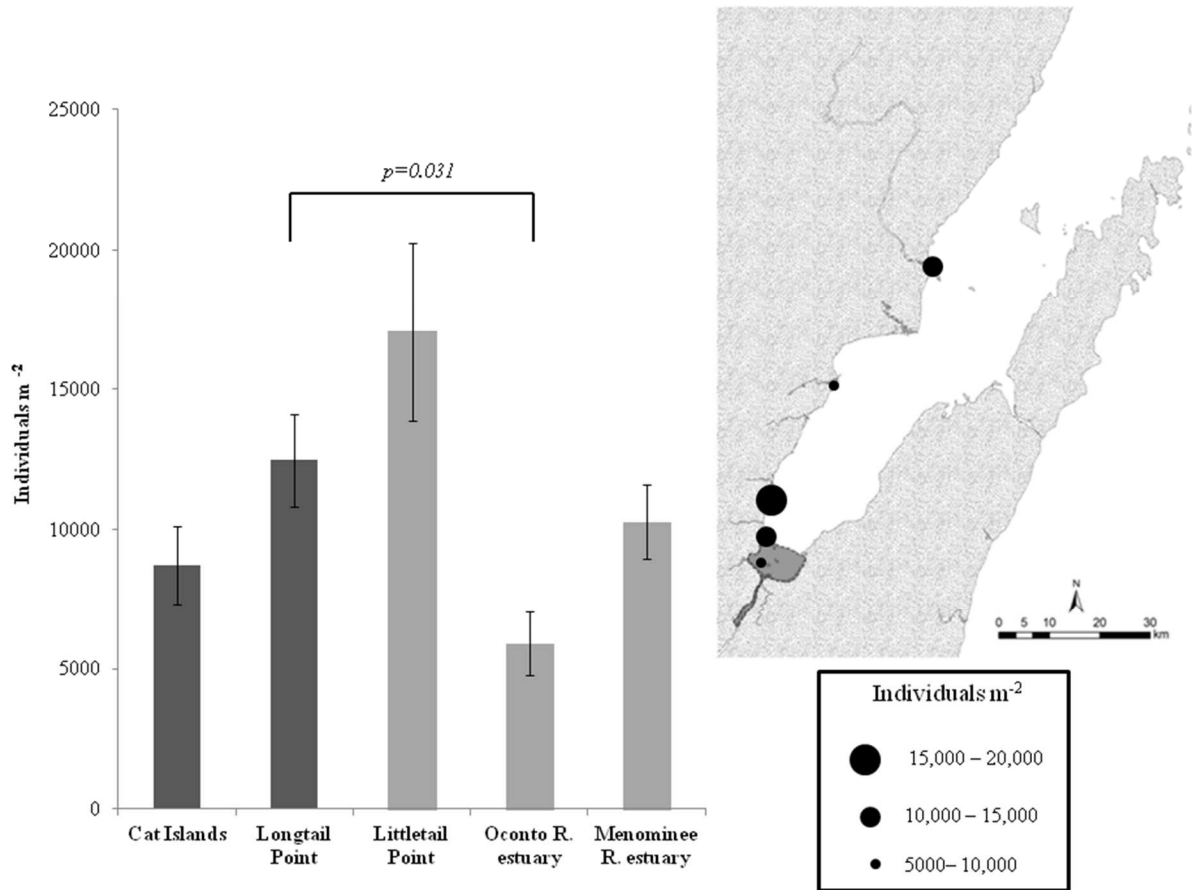 25000
20000
15000
10000
5000
0
Individuals m -2
p=0.031
Cat Islands
Longtail
Point
Littletail
Point
Oconto R.
estuary
Menominee
R. estuary
N
0 5 10 20 30
km
Individuals m-2
15,000 – 20,000
10,000 – 15,000
5000– 10,000